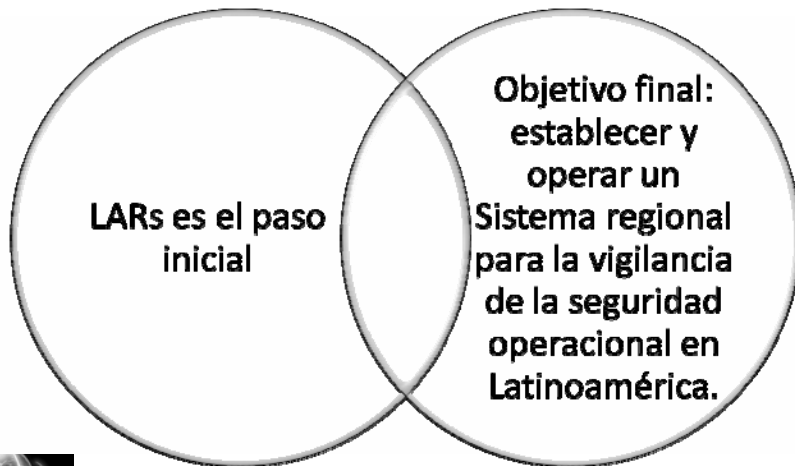 LARs es el paso
inicial
Objetivo final:
establecer y
operar un
Sistema regional
para la vigilancia
de la seguridad
operacional en
Latinoamérica.